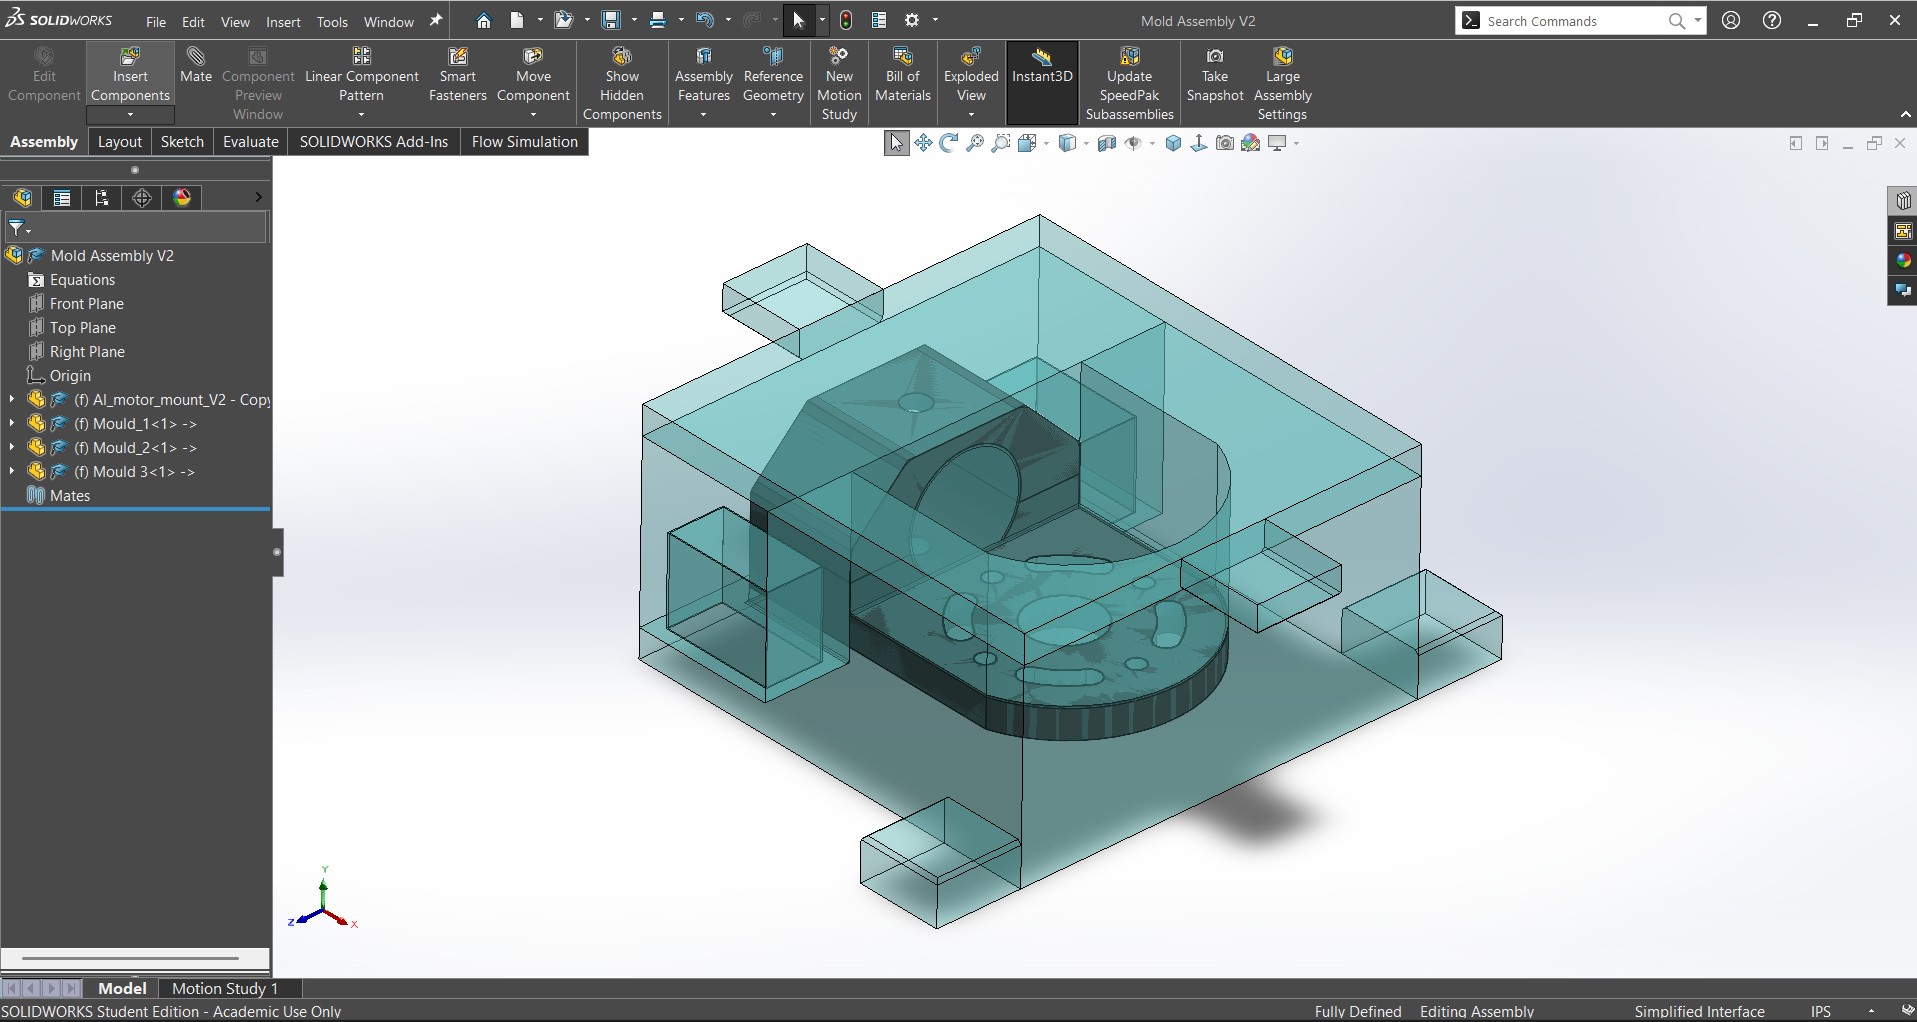 SOLIDWORKS File Edit View Insert Tools Window Mold Assembly V2 Search Commands
Edit Component
Insert Components
Mate
Component Preview Window
Linear Component Pattern
Smart Fasteners
Move Component
Show Hidden Components
Assembly Features
Reference Geometry
New Motion Study
Bill of Materials
Exploded View
Instant3D
Update SpeedPak Subassemblies
Take Snapshot
Large Assembly Settings
Assembly Layout Sketch Evaluate SOLIDWORKS Add-Ins Flow Simulation
Mold Assembly V2
Equations
Front Plane
Top Plane
Right Plane
Origin
(f) Al_motor_mount_V2 - Copy
(f) Mould_1<1> ->
(f) Mould_2<1> ->
(f) Mould 3<1> ->
Mates
Y
Z
X
Model Motion Study 1
SOLIDWORKS Student Edition - Academic Use Only Fully Defined Editing Assembly Simplified Interface IPS